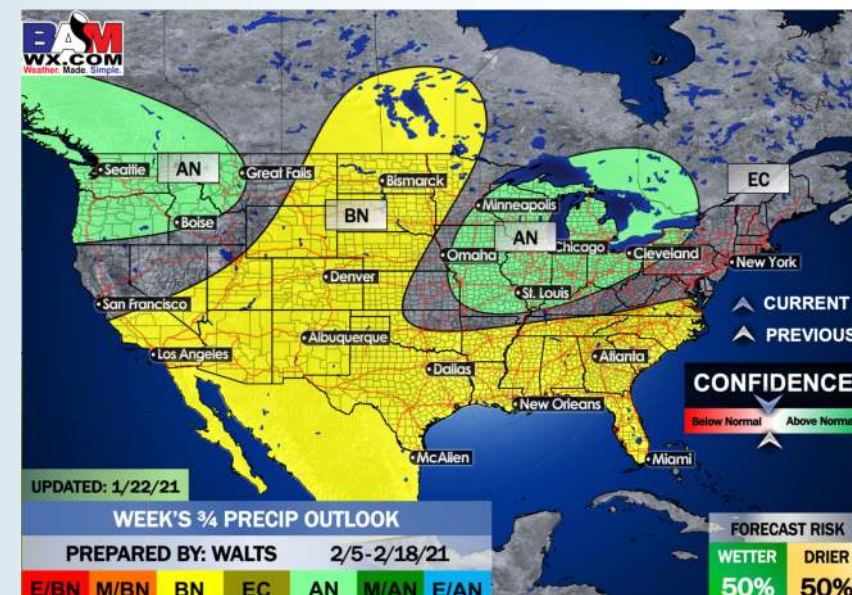 BAM
WX.COM
Weather. Made. Simple.
Seattle
AN
Great Falls
Bismarck
EC
Minneapolis
BN
Boise
AN
Chicago
Omaha
Cleveland
New York
Denver
St. Louis
San Francisco
CURRENT
PREVIOUS
Albuquerque
Los Angeles
Atlanta
Dallas
CONFIDENCE
New Orleans
Below Normal
Above Norma
McAllen
Miami
UPDATED: 1/22/21
WEEK'S ¾ PRECIP OUTLOOK
PREPARED BY: WALTS 2/5-2/18/21
E/BN M/BN BN EC AN M/AN E/AN
FORECAST RISK
WETTER DRIER
50% 50%